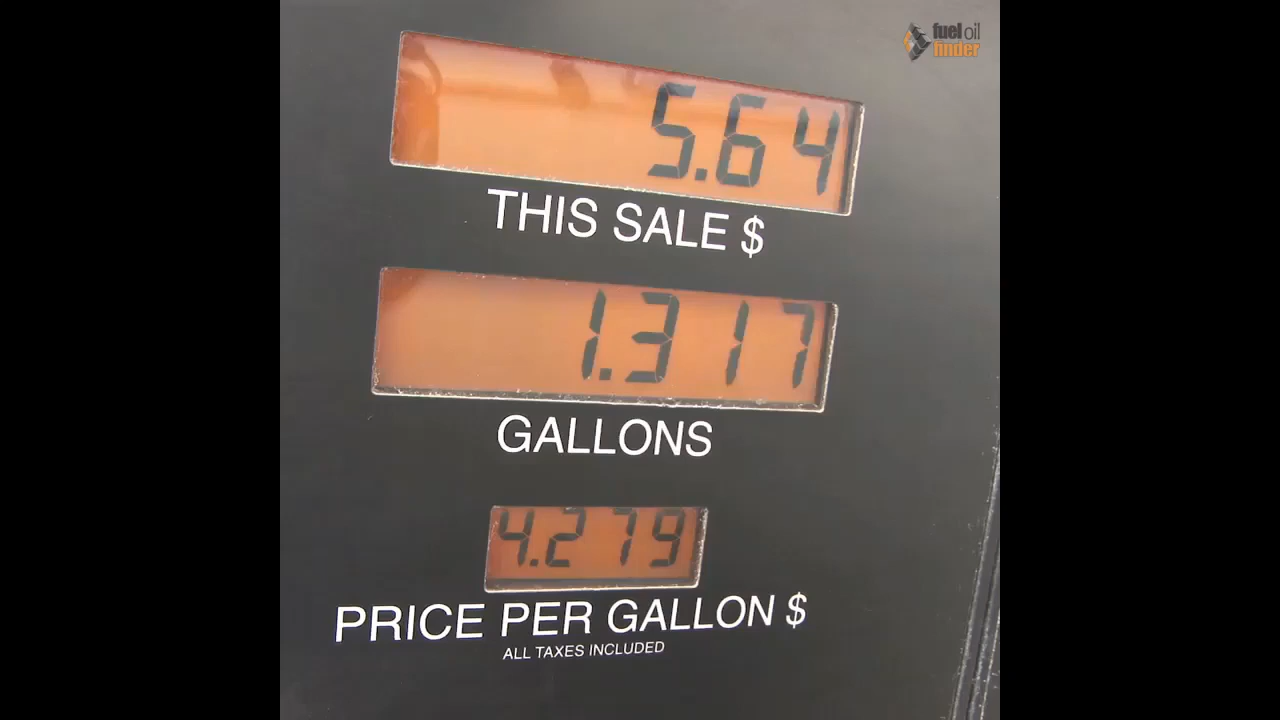 fuel oil
finder
5.64
THIS SALE $
1.317
GALLONS
4.279
PRICE PER GALLON $
ALL TAXES INCLUDED